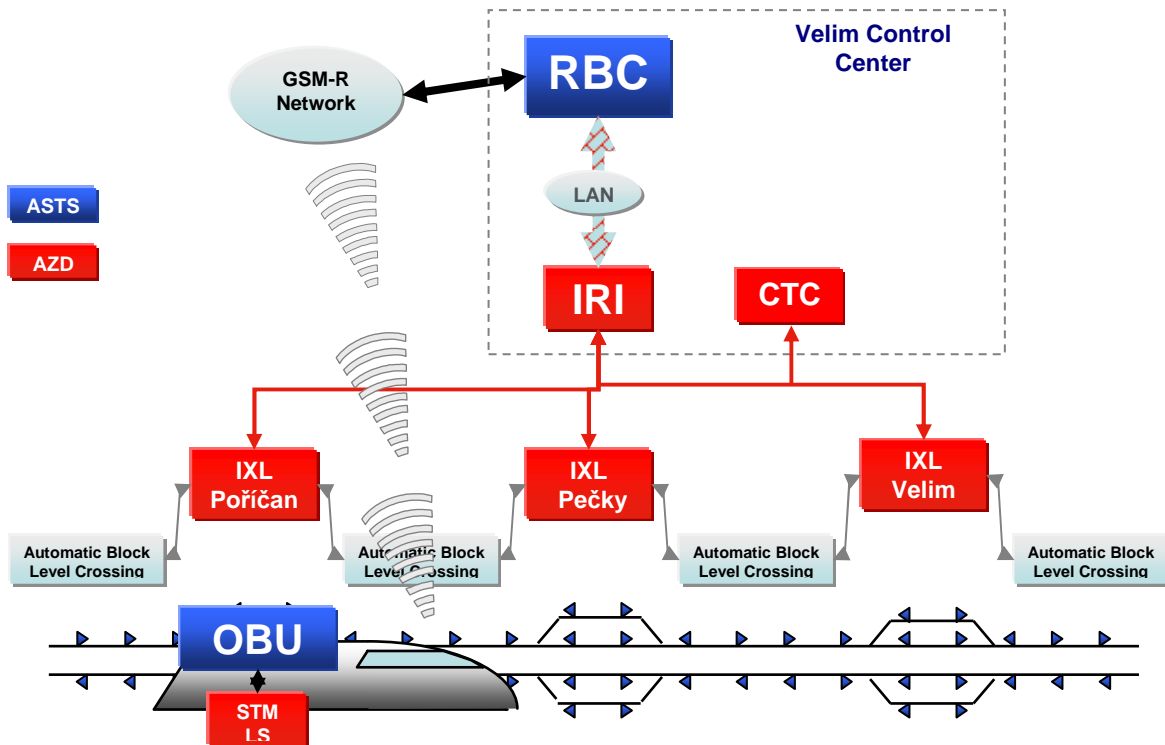 Velim Control
Center
RBC
GSM-R
Network
LAN
ASTS
AZD
IRI
CTC
IXL
Poříčan
IXL
Pečky
IXL
Velim
Automatic Block
Level Crossing
Automatic Block
Level Crossing
Automatic Block
Level Crossing
Automatic Block
Level Crossing
OBU
STM
LS